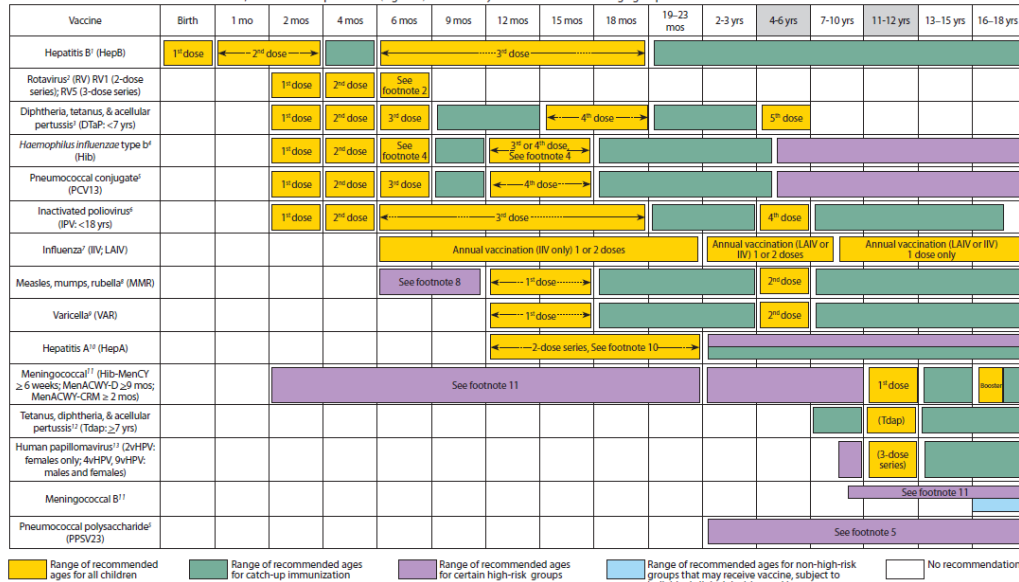 Vaccine Birth 1 mo 2 mos 4 mos 6 mos 9 mos 12 mos 15 mos 18 mos 19–23 mos 2-3 yrs 4-6 yrs 7-10 yrs 11-12 yrs 13–15 yrs 16–18 yrs
Hepatitis B¹ (HepB)
1st dose
2nd dose
3rd dose
Rotavirus² (RV) RV1 (2-dose
series); RV5 (3-dose series)
1st dose
2nd dose
See
footnote 2
Diphtheria, tetanus, & acellular
pertussis³ (DTaP: <7 yrs)
1st dose
2nd dose
3rd dose
4th dose
5th dose
Haemophilus influenzae type b⁴
(Hib)
1st dose
2nd dose
See
footnote 4
3rd or 4th dose,
See footnote 4
Pneumococcal conjugate⁵
(PCV13)
1st dose
2nd dose
3rd dose
4th dose
Inactivated poliovirus⁶
(IPV: <18 yrs)
1st dose
2nd dose
3rd dose
4th dose
Influenza⁷ (IIV; LAIV)
Annual vaccination (IIV only) 1 or 2 doses
Annual vaccination (LAIV or
IIV) 1 or 2 doses
Annual vaccination (LAIV or IIV)
1 dose only
Measles, mumps, rubella⁸ (MMR)
See footnote 8
1st dose
2nd dose
Varicella⁹ (VAR)
1st dose
2nd dose
Hepatitis A¹⁰ (HepA)
2-dose series, See footnote 10
Meningococcal¹¹ (Hib-MenCY
≥ 6 weeks; MenACWY-D ≥9 mos;
MenACWY-CRM ≥ 2 mos)
See footnote 11
1st dose
Booster
Tetanus, diphtheria, & acellular
pertussis¹² (Tdap: ≥7 yrs)
(Tdap)
Human papillomavirus¹³ (2vHPV:
females only; 4vHPV, 9vHPV:
males and females)
(3-dose
series)
Meningococcal B¹¹
See footnote 11
Pneumococcal polysaccharide⁵
(PPSV23)
See footnote 5
Range of recommended
ages for all children
Range of recommended ages
for catch-up immunization
Range of recommended ages
for certain high-risk groups
Range of recommended ages for non-high-risk
groups that may receive vaccine, subject to
No recommendation